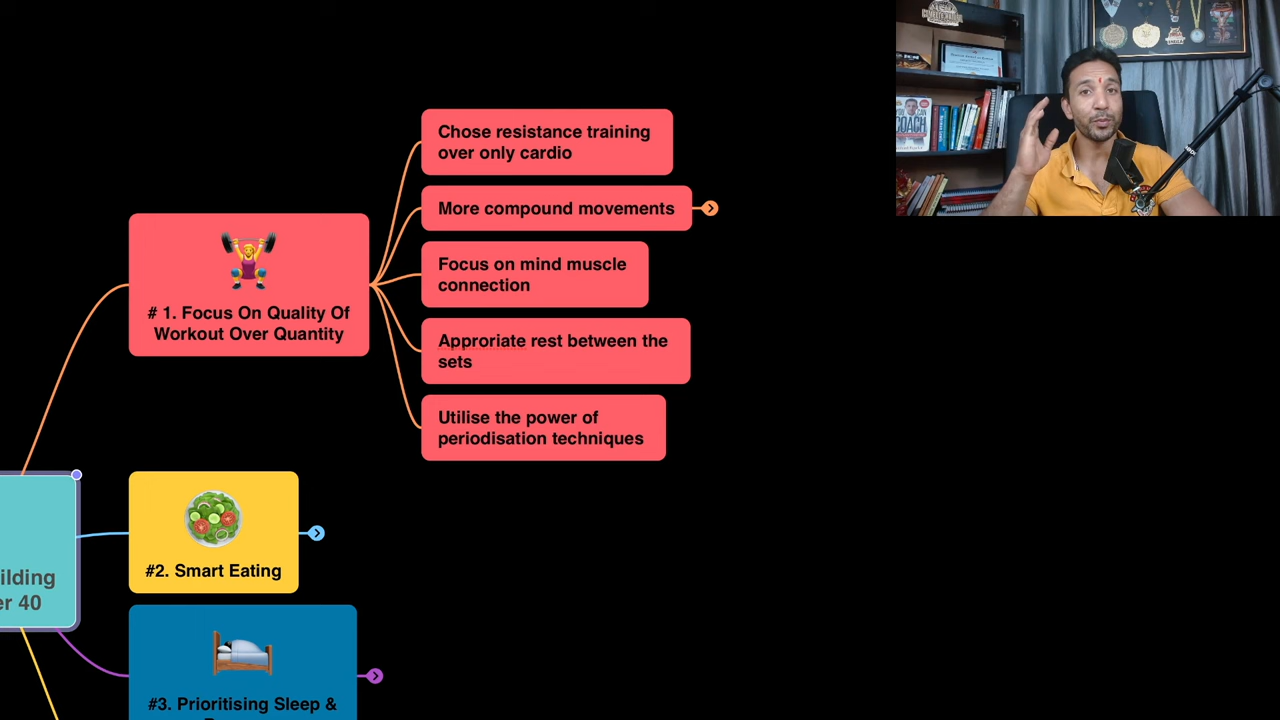 Chose resistance training
over only cardio
More compound movements
Focus on mind muscle
connection
Approriate rest between the
sets
Utilise the power of
periodisation techniques
# 1. Focus On Quality Of
Workout Over Quantity
#2. Smart Eating
ilding
er 40
#3. Prioritising Sleep &
COACH